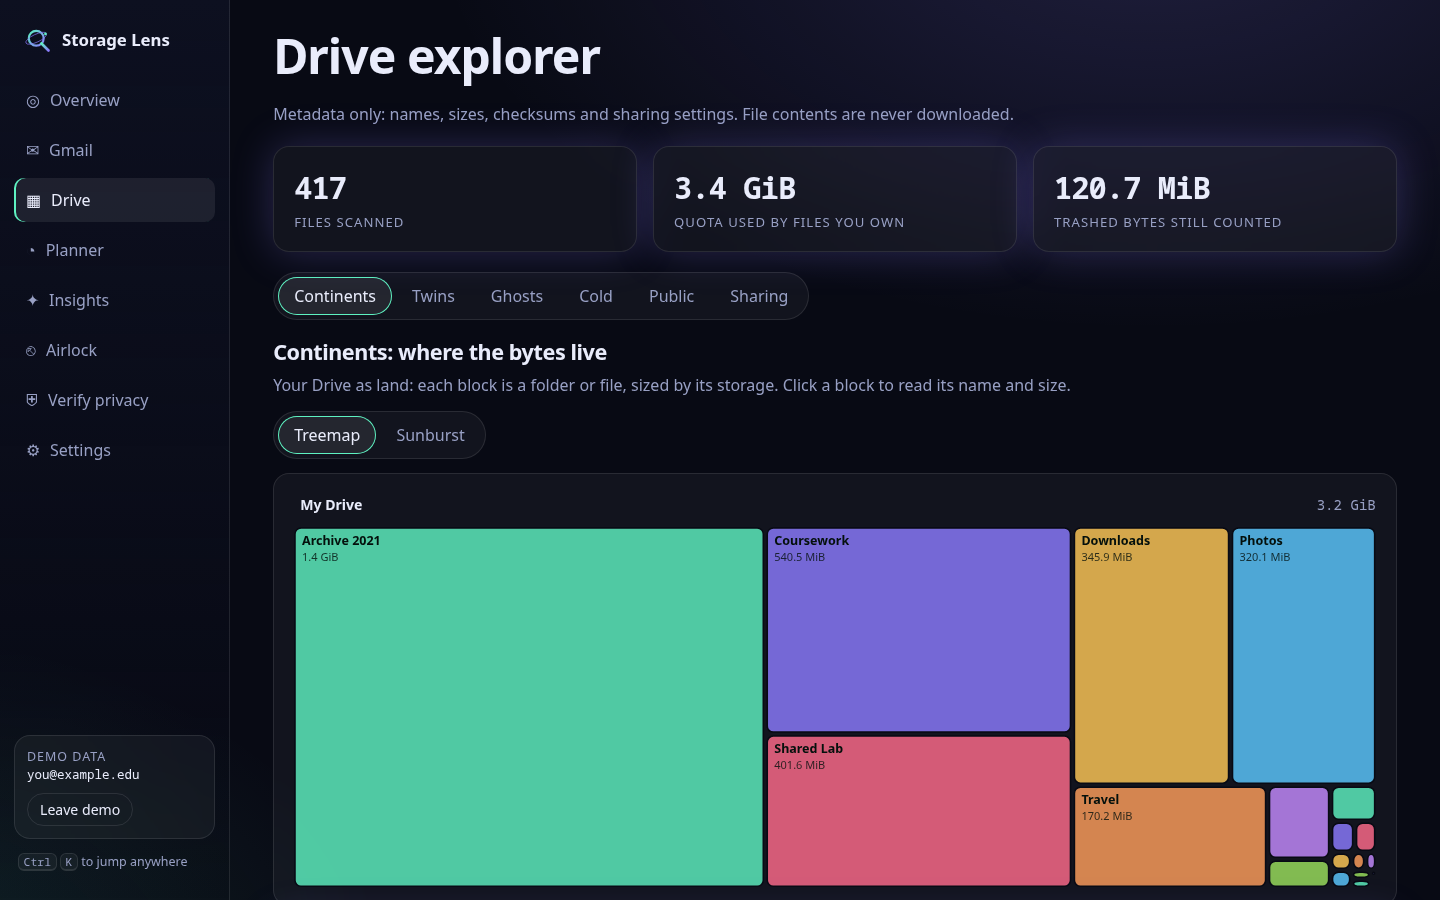 Storage Lens
Overview
Gmail
Drive
Planner
Insights
Airlock
Verify privacy
Settings
DEMO DATA
you@example.edu
Leave demo
Ctrl K to jump anywhere
Drive explorer
Metadata only: names, sizes, checksums and sharing settings. File contents are never downloaded.
417
FILES SCANNED
3.4 GiB
QUOTA USED BY FILES YOU OWN
120.7 MiB
TRASHED BYTES STILL COUNTED
Continents Twins Ghosts Cold Public Sharing
Continents: where the bytes live
Your Drive as land: each block is a folder or file, sized by its storage. Click a block to read its name and size.
Treemap Sunburst
My Drive 3.2 GiB
Archive 2021
1.4 GiB
Coursework
540.5 MiB
Shared Lab
401.6 MiB
Downloads
345.9 MiB
Photos
320.1 MiB
Travel
170.2 MiB